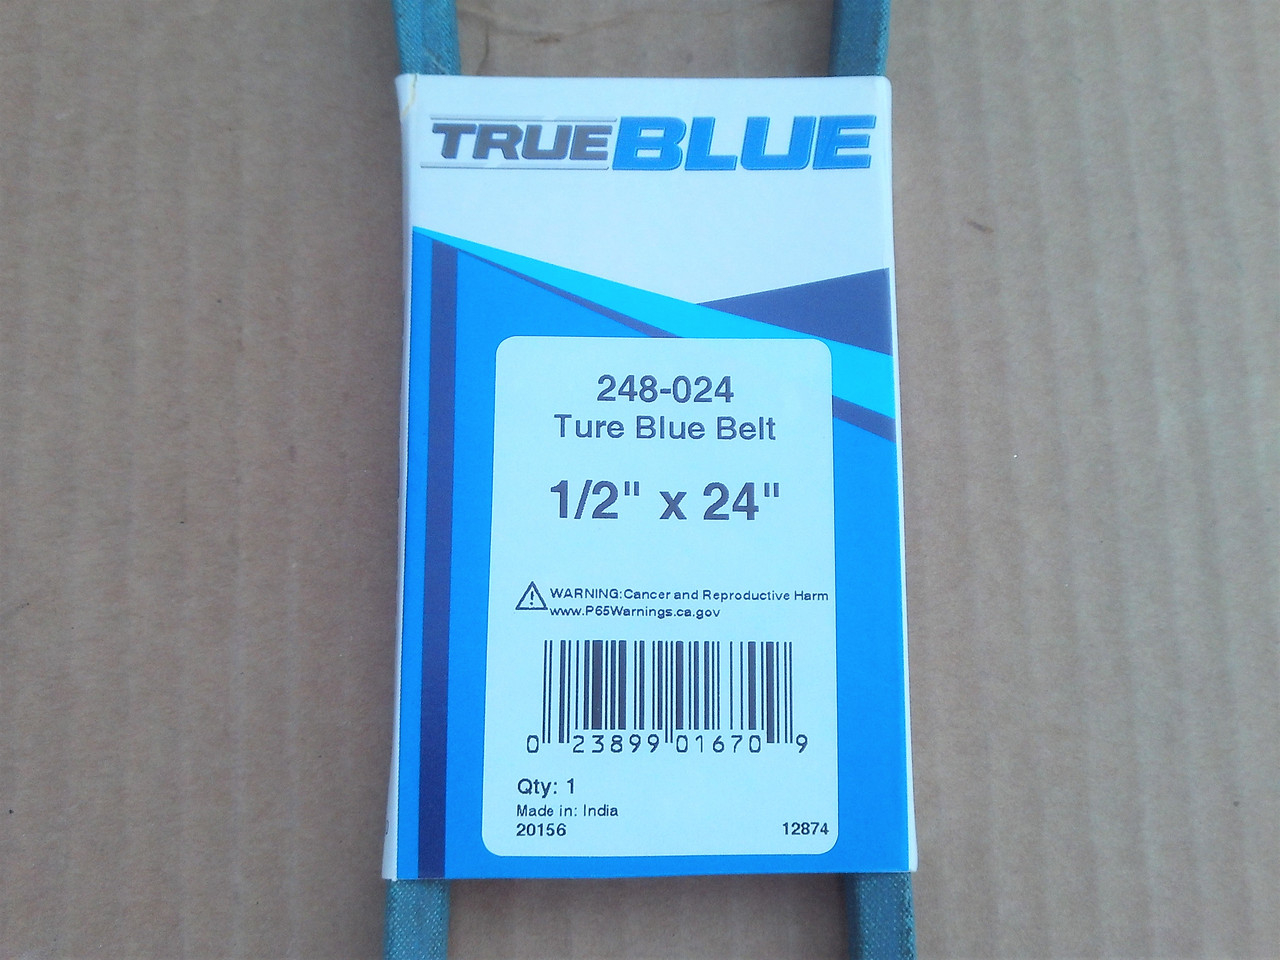 TRUEBLUE
248-024
Ture Blue Belt
1/2" x 24"
WARNING:Cancer and Reproductive Harm
www.P65Warnings.ca.gov
0 23899 01670 9
Qty: 1
Made in: India
20156 12874